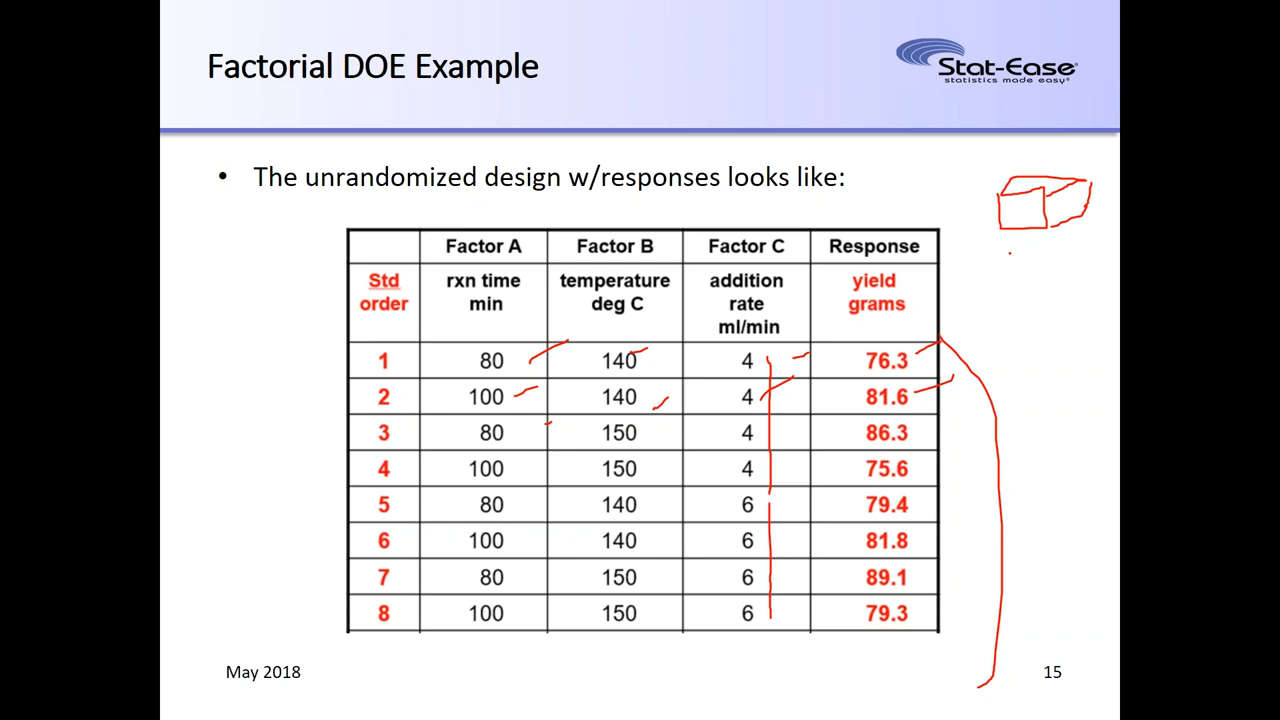 Factorial DOE Example
Stat-Ease
statistics made easy®
• The unrandomized design w/responses looks like:
Factor A Factor B Factor C Response
Std order rxn time min temperature deg C addition rate ml/min yield grams
1 80 140 4 76.3
2 100 140 4 81.6
3 80 150 4 86.3
4 100 150 4 75.6
5 80 140 6 79.4
6 100 140 6 81.8
7 80 150 6 89.1
8 100 150 6 79.3
May 2018 15